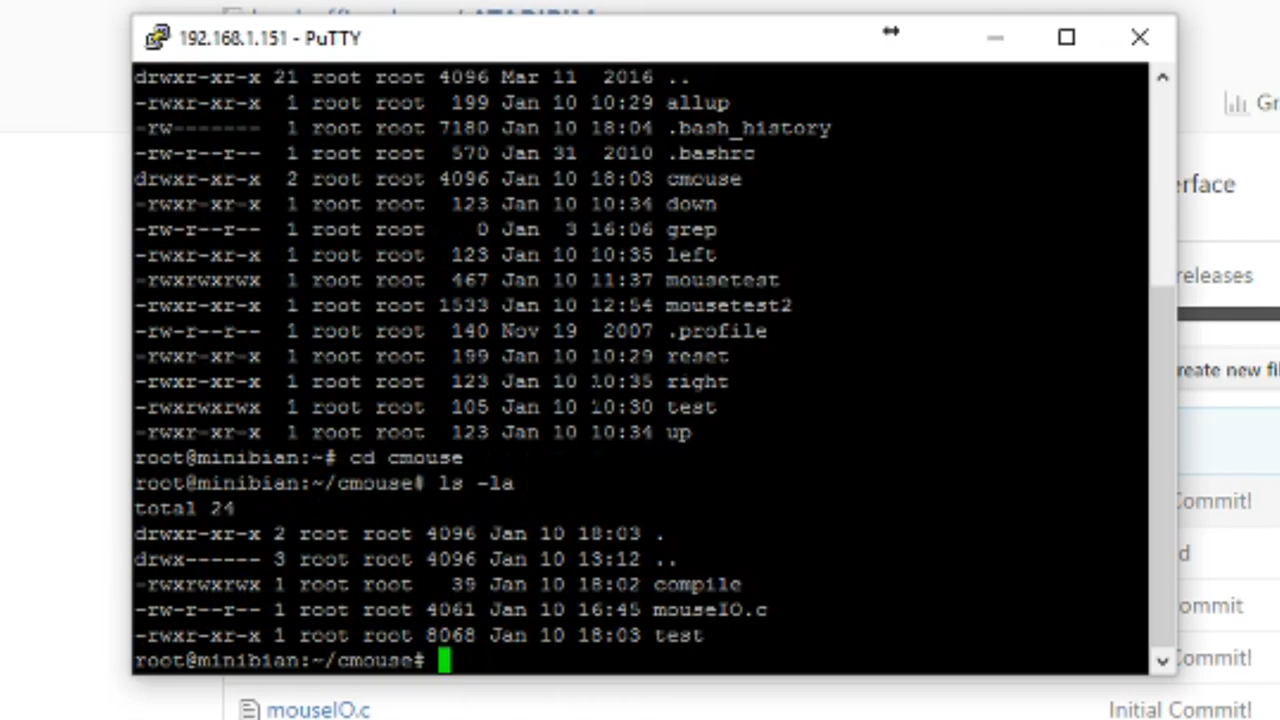 192.168.1.151 - PuTTY
drwxr-xr-x 21 root root 4096 Mar 11  2016 ..
-rwxr-xr-x  1 root root  199 Jan 10 10:29 allup
-rw-------  1 root root 7180 Jan 10 18:04 .bash_history
-rw-r--r--  1 root root  570 Jan 31  2010 .bashrc
drwxr-xr-x  2 root root 4096 Jan 10 18:03 cmouse
-rwxr-xr-x  1 root root  123 Jan 10 10:34 down
-rw-r--r--  1 root root    0 Jan  3 16:06 grep
-rwxr-xr-x  1 root root  123 Jan 10 10:35 left
-rwxrwxrwx  1 root root  467 Jan 10 11:37 mousetest
-rwxr-xr-x  1 root root 1533 Jan 10 12:54 mousetest2
-rw-r--r--  1 root root  140 Nov 19  2007 .profile
-rwxr-xr-x  1 root root  199 Jan 10 10:29 reset
-rwxr-xr-x  1 root root  123 Jan 10 10:35 right
-rwxrwxrwx  1 root root  105 Jan 10 10:30 test
-rwxr-xr-x  1 root root  123 Jan 10 10:34 up
root@minibian:~# cd cmouse
root@minibian:~/cmouse# ls -la
total 24
drwxr-xr-x 2 root root 4096 Jan 10 18:03 .
drwx------ 3 root root 4096 Jan 10 13:12 ..
-rwxrwxrwx 1 root root   39 Jan 10 18:02 compile
-rw-r--r-- 1 root root 4061 Jan 10 16:45 mouseIO.c
-rwxr-xr-x 1 root root 8068 Jan 10 18:03 test
root@minibian:~/cmouse#
Gr
erface
releases
reate new fil
Commit!
d
ommit
Commit!
mouseIO.c
Initial Commit!